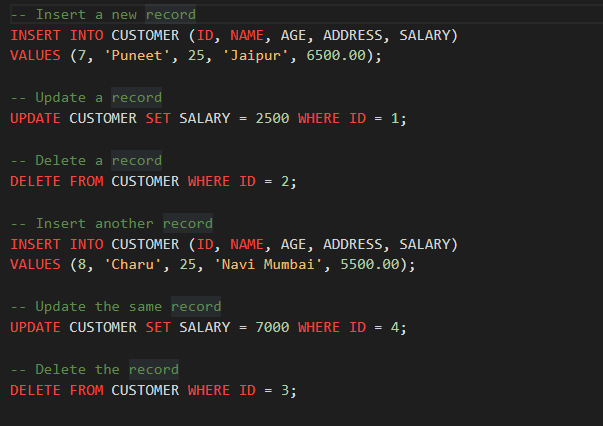 -- Insert a new record
INSERT INTO CUSTOMER (ID, NAME, AGE, ADDRESS, SALARY)
VALUES (7, 'Puneet', 25, 'Jaipur', 6500.00);
-- Update a record
UPDATE CUSTOMER SET SALARY = 2500 WHERE ID = 1;
-- Delete a record
DELETE FROM CUSTOMER WHERE ID = 2;
-- Insert another record
INSERT INTO CUSTOMER (ID, NAME, AGE, ADDRESS, SALARY)
VALUES (8, 'Charu', 25, 'Navi Mumbai', 5500.00);
-- Update the same record
UPDATE CUSTOMER SET SALARY = 7000 WHERE ID = 4;
-- Delete the record
DELETE FROM CUSTOMER WHERE ID = 3;